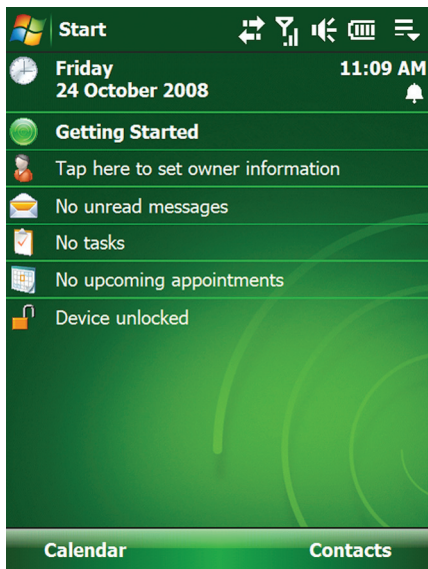 Start
Friday 11:09 AM
24 October 2008
Getting Started
Tap here to set owner information
No unread messages
No tasks
No upcoming appointments
Device unlocked
Calendar Contacts